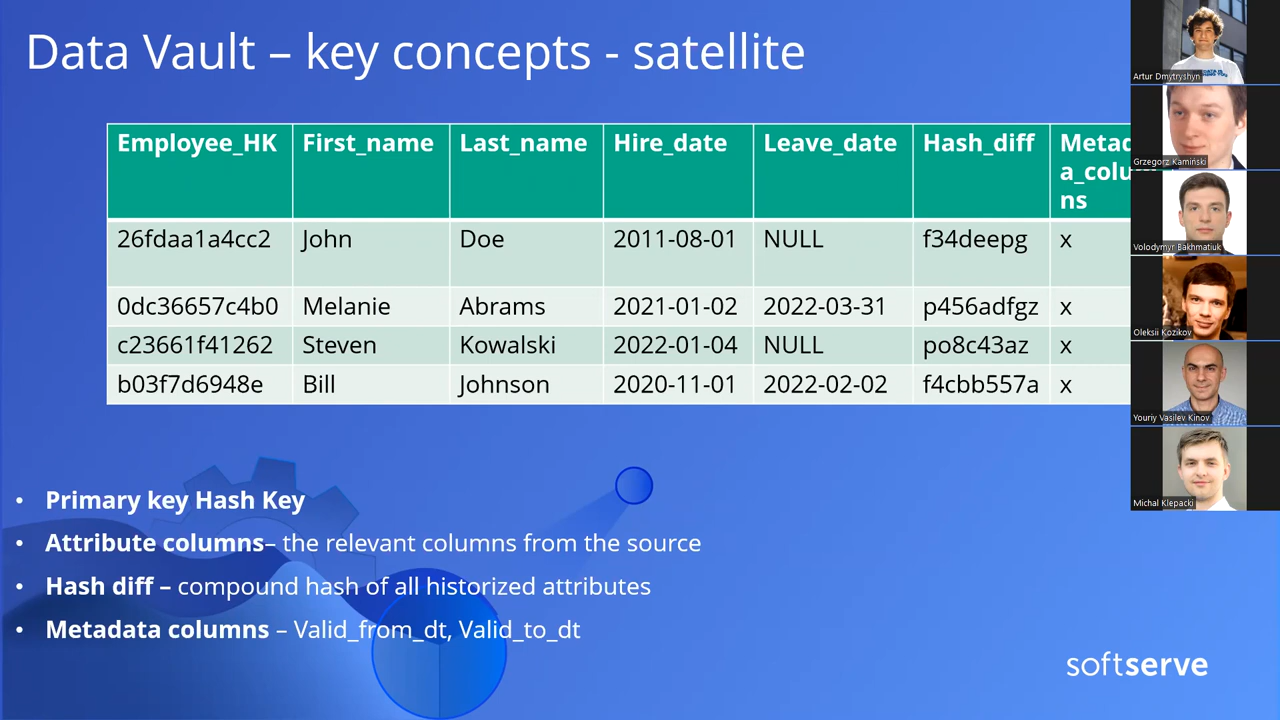 Data Vault – key concepts - satellite
Employee_HK First_name Last_name Hire_date Leave_date Hash_diff Metad
a_colu
ns
26fdaa1a4cc2 John Doe 2011-08-01 NULL f34deepg x
0dc36657c4b0 Melanie Abrams 2021-01-02 2022-03-31 p456adfgz x
c23661f41262 Steven Kowalski 2022-01-04 NULL po8c43az x
b03f7d6948e Bill Johnson 2020-11-01 2022-02-02 f4cbb557a x
• Primary key Hash Key
• Attribute columns– the relevant columns from the source
• Hash diff – compound hash of all historized attributes
• Metadata columns – Valid_from_dt, Valid_to_dt
softserve
Artur Dmytryshyn
Grzegorz Kamiński
Volodymyr Bakhmatiuk
Oleksii Kozikov
Youriy Vasilev Kinov
Michal Klepacki